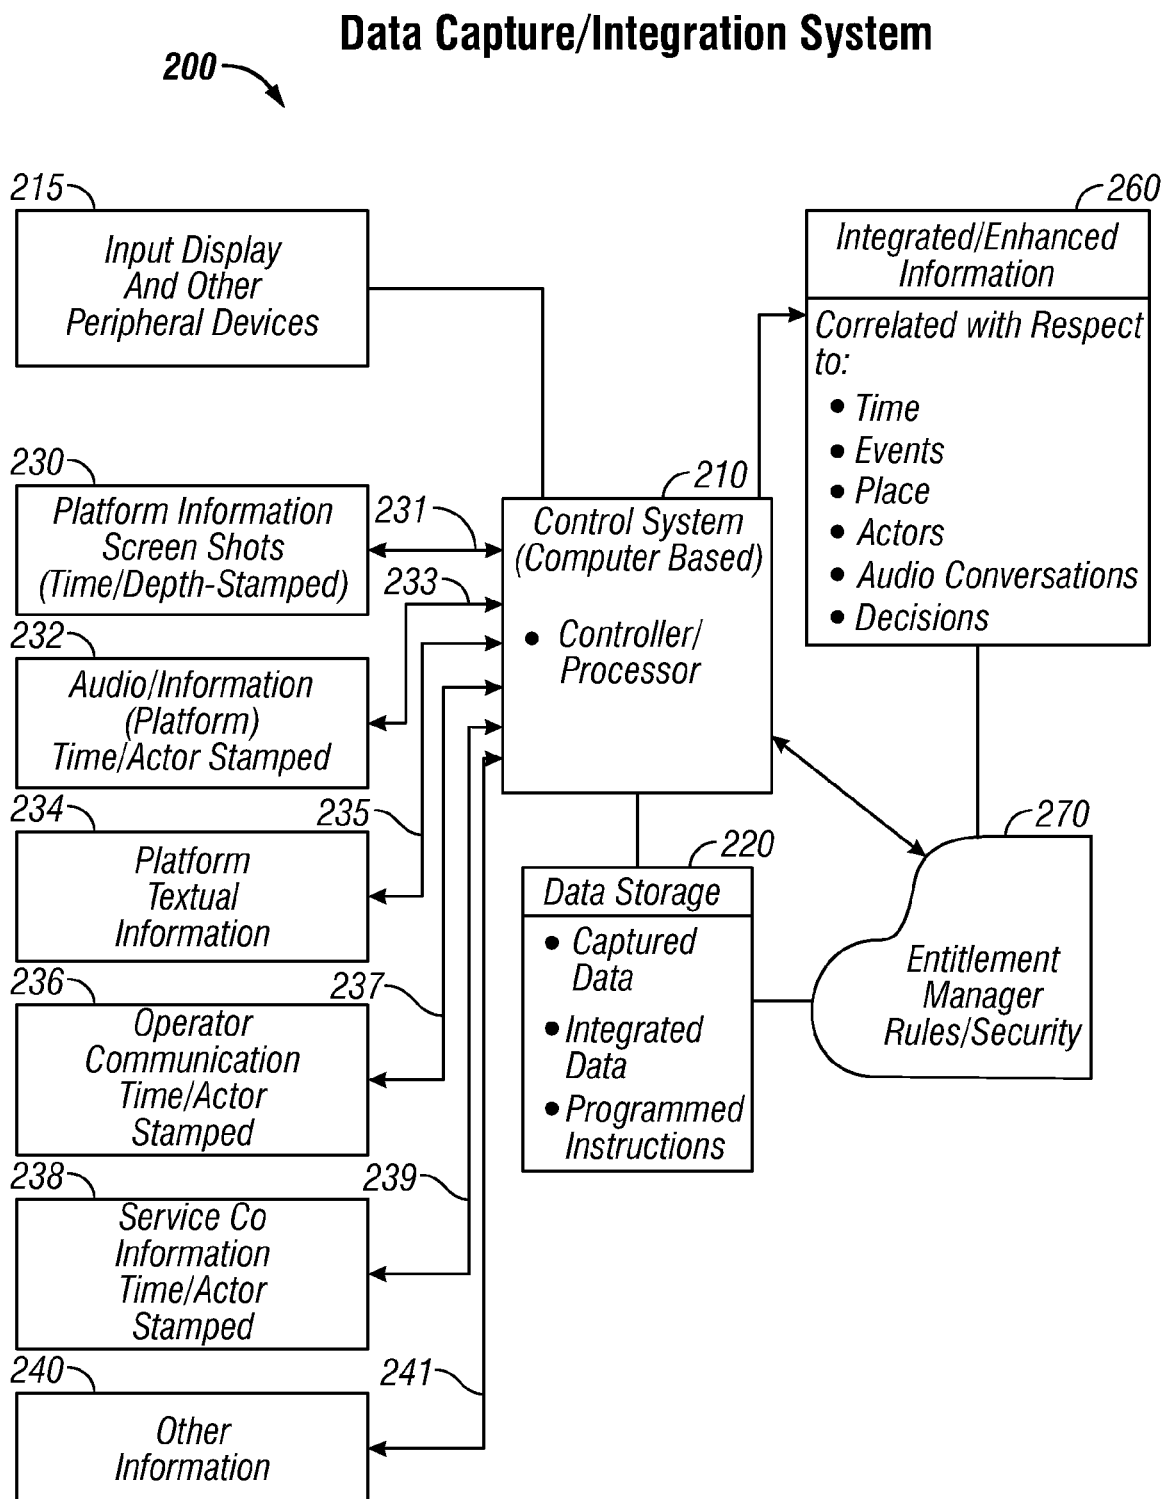 Data Capture/Integration System
200
215
Input Display
And Other
Peripheral Devices
260
Integrated/Enhanced
Information
Correlated with Respect
to:
• Time
• Events
• Place
• Actors
• Audio Conversations
• Decisions
230
Platform Information
Screen Shots
(Time/Depth-Stamped)
231
233
210
Control System
(Computer Based)
• Controller/
Processor
232
Audio/Information
(Platform)
Time/Actor Stamped
234
Platform
Textual
Information
235
220
Data Storage
• Captured
Data
• Integrated
Data
• Programmed
Instructions
270
Entitlement
Manager
Rules/Security
236
Operator
Communication
Time/Actor
Stamped
237
238
Service Co
Information
Time/Actor
Stamped
239
240
Other
Information
241